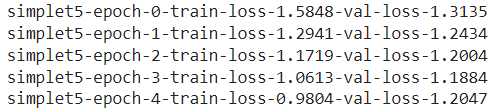 simplet5-epoch-0-train-loss-1.5848-val-loss-1.3135
simplet5-epoch-1-train-loss-1.2941-val-loss-1.2434
simplet5-epoch-2-train-loss-1.1719-val-loss-1.2004
simplet5-epoch-3-train-loss-1.0613-val-loss-1.1884
simplet5-epoch-4-train-loss-0.9804-val-loss-1.2047